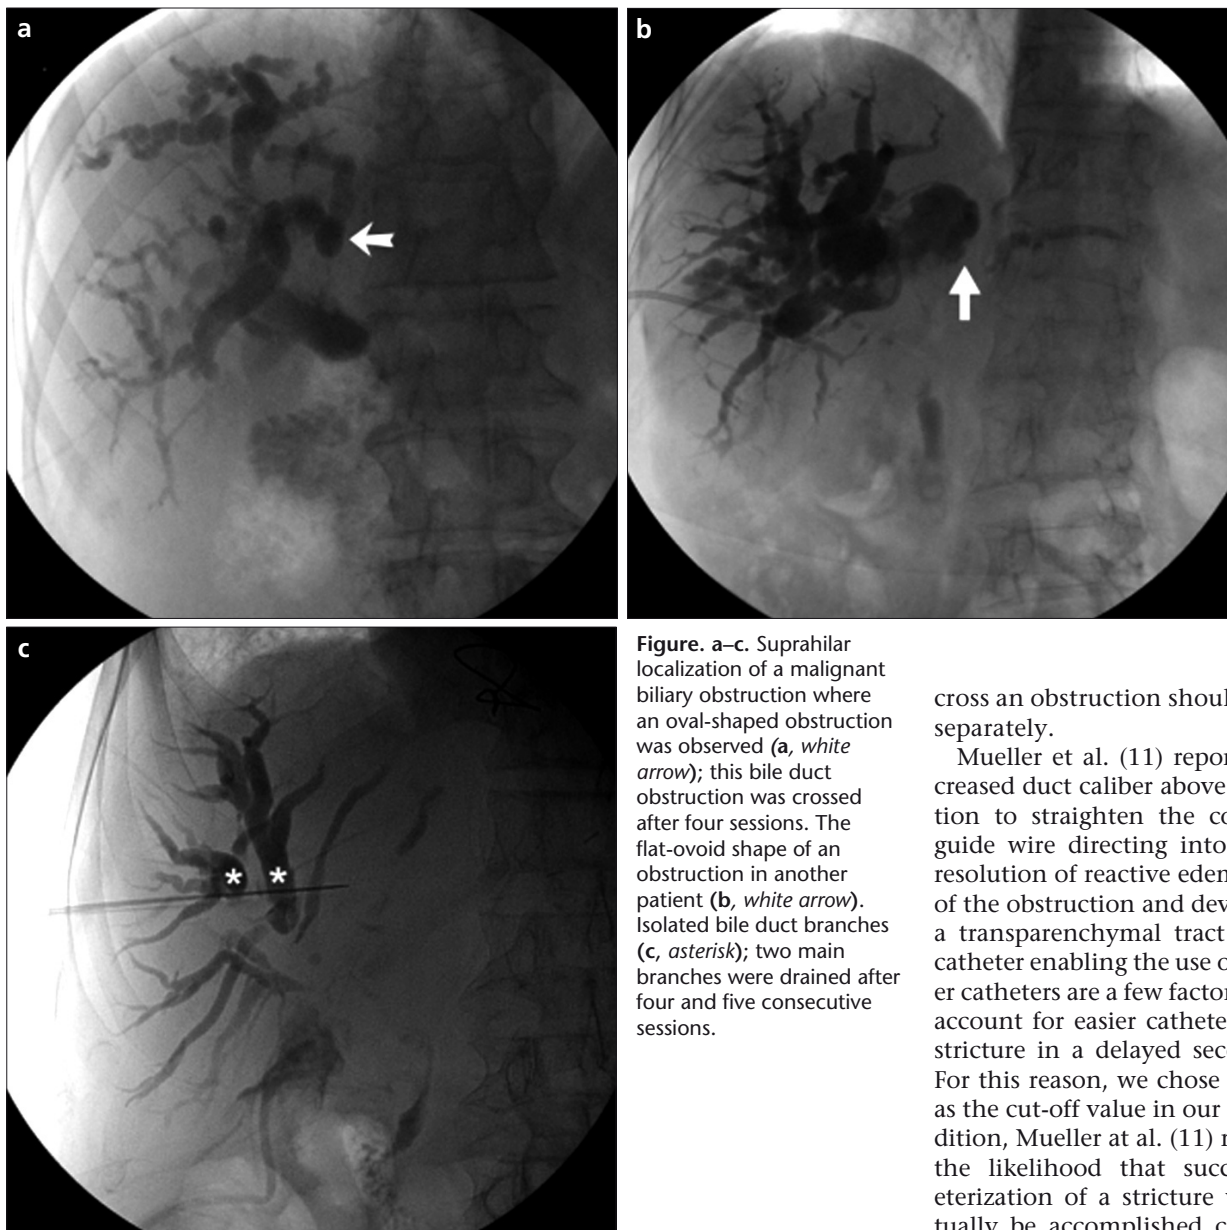 a
b
c
Figure. a–c. Suprahilar
localization of a malignant
biliary obstruction where
an oval-shaped obstruction
was observed (a, white
arrow); this bile duct
obstruction was crossed
after four sessions. The
flat-ovoid shape of an
obstruction in another
patient (b, white arrow).
Isolated bile duct branches
(c, asterisk); two main
branches were drained after
four and five consecutive
sessions.
cross an obstruction shoul
separately.
Mueller et al. (11) repor
creased duct caliber above
tion to straighten the co
guide wire directing into
resolution of reactive eden
of the obstruction and dev
a transparenchymal tract
catheter enabling the use o
er catheters are a few factor
account for easier cathete
stricture in a delayed sec
For this reason, we chose
as the cut-off value in our
dition, Mueller at al. (11) r
the likelihood that succ
eterization of a stricture
tually be accomplished c